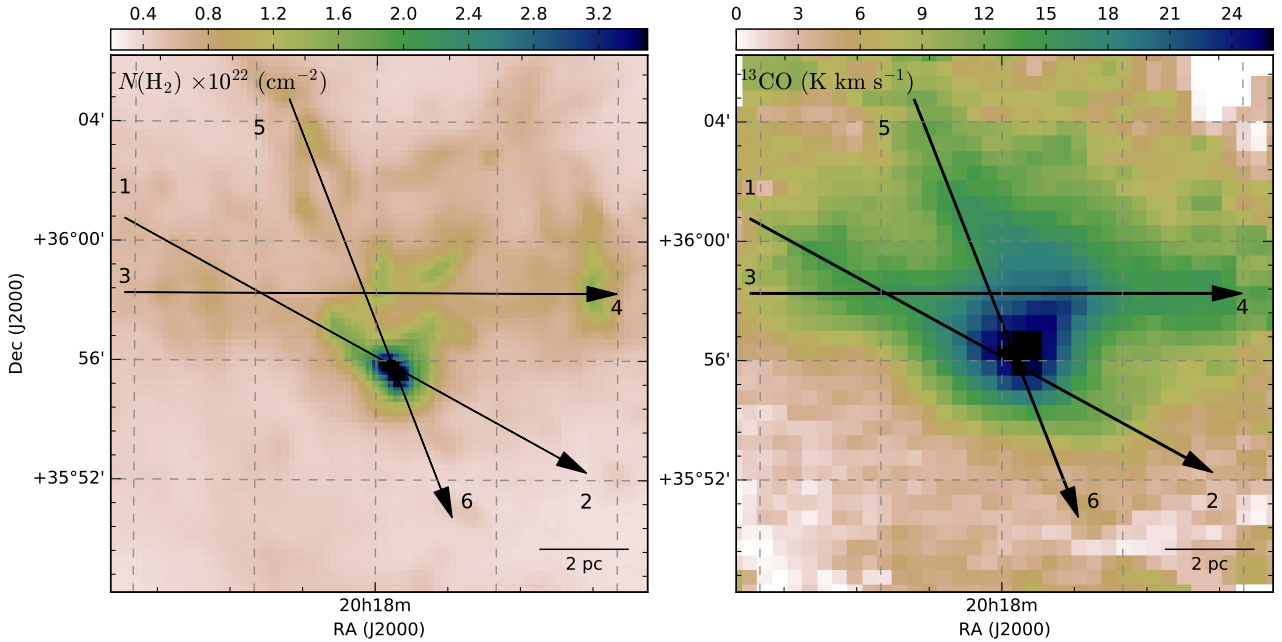 0.4 0.8 1.2 1.6 2.0 2.4 2.8 3.2
N(H₂) ×10²² (cm⁻²)
5
04'
1
+36°00'
3
4
56'
+35°52'
6
2
2 pc
Dec (J2000)
20h18m
RA (J2000)
0 3 6 9 12 15 18 21 24
¹³CO (K km s⁻¹)
04'
5
1
+36°00'
3
4
56'
+35°52'
6
2
2 pc
20h18m
RA (J2000)